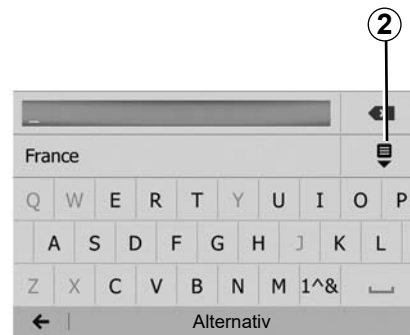 2
_
France
Q W E R T Y U I O P
A S D F G H J K L
Z X C V B N M 1^&
Alternativ